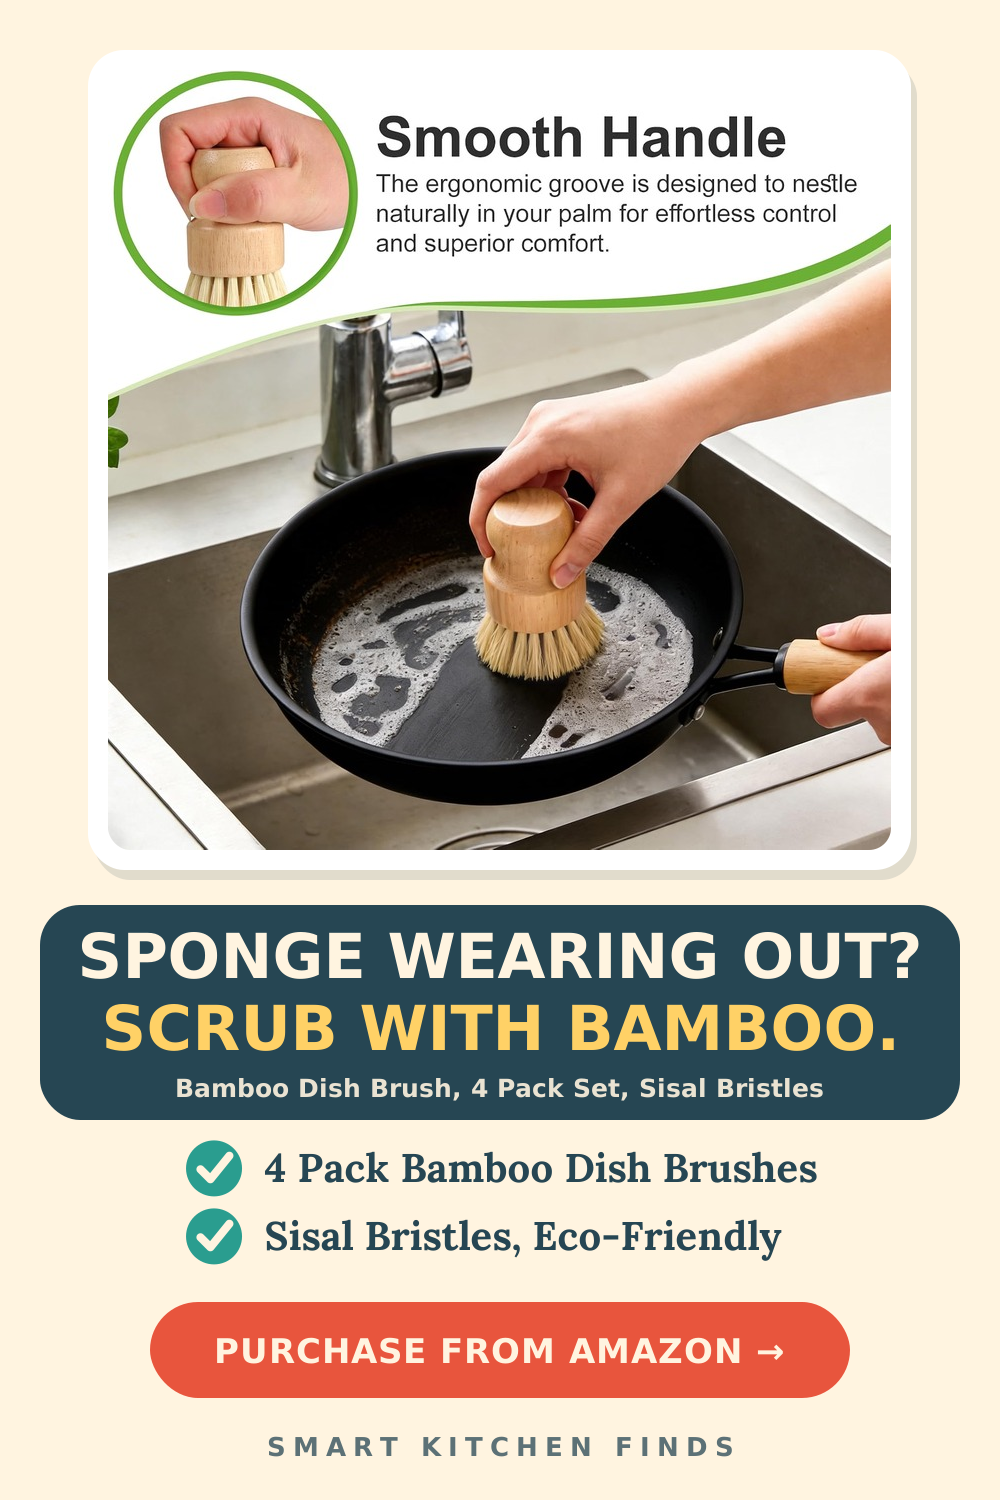 Smooth Handle
The ergonomic groove is designed to nestle
naturally in your palm for effortless control
and superior comfort.
SPONGE WEARING OUT?
SCRUB WITH BAMBOO.
Bamboo Dish Brush, 4 Pack Set, Sisal Bristles
4 Pack Bamboo Dish Brushes
Sisal Bristles, Eco-Friendly
PURCHASE FROM AMAZON →
SMART KITCHEN FINDS